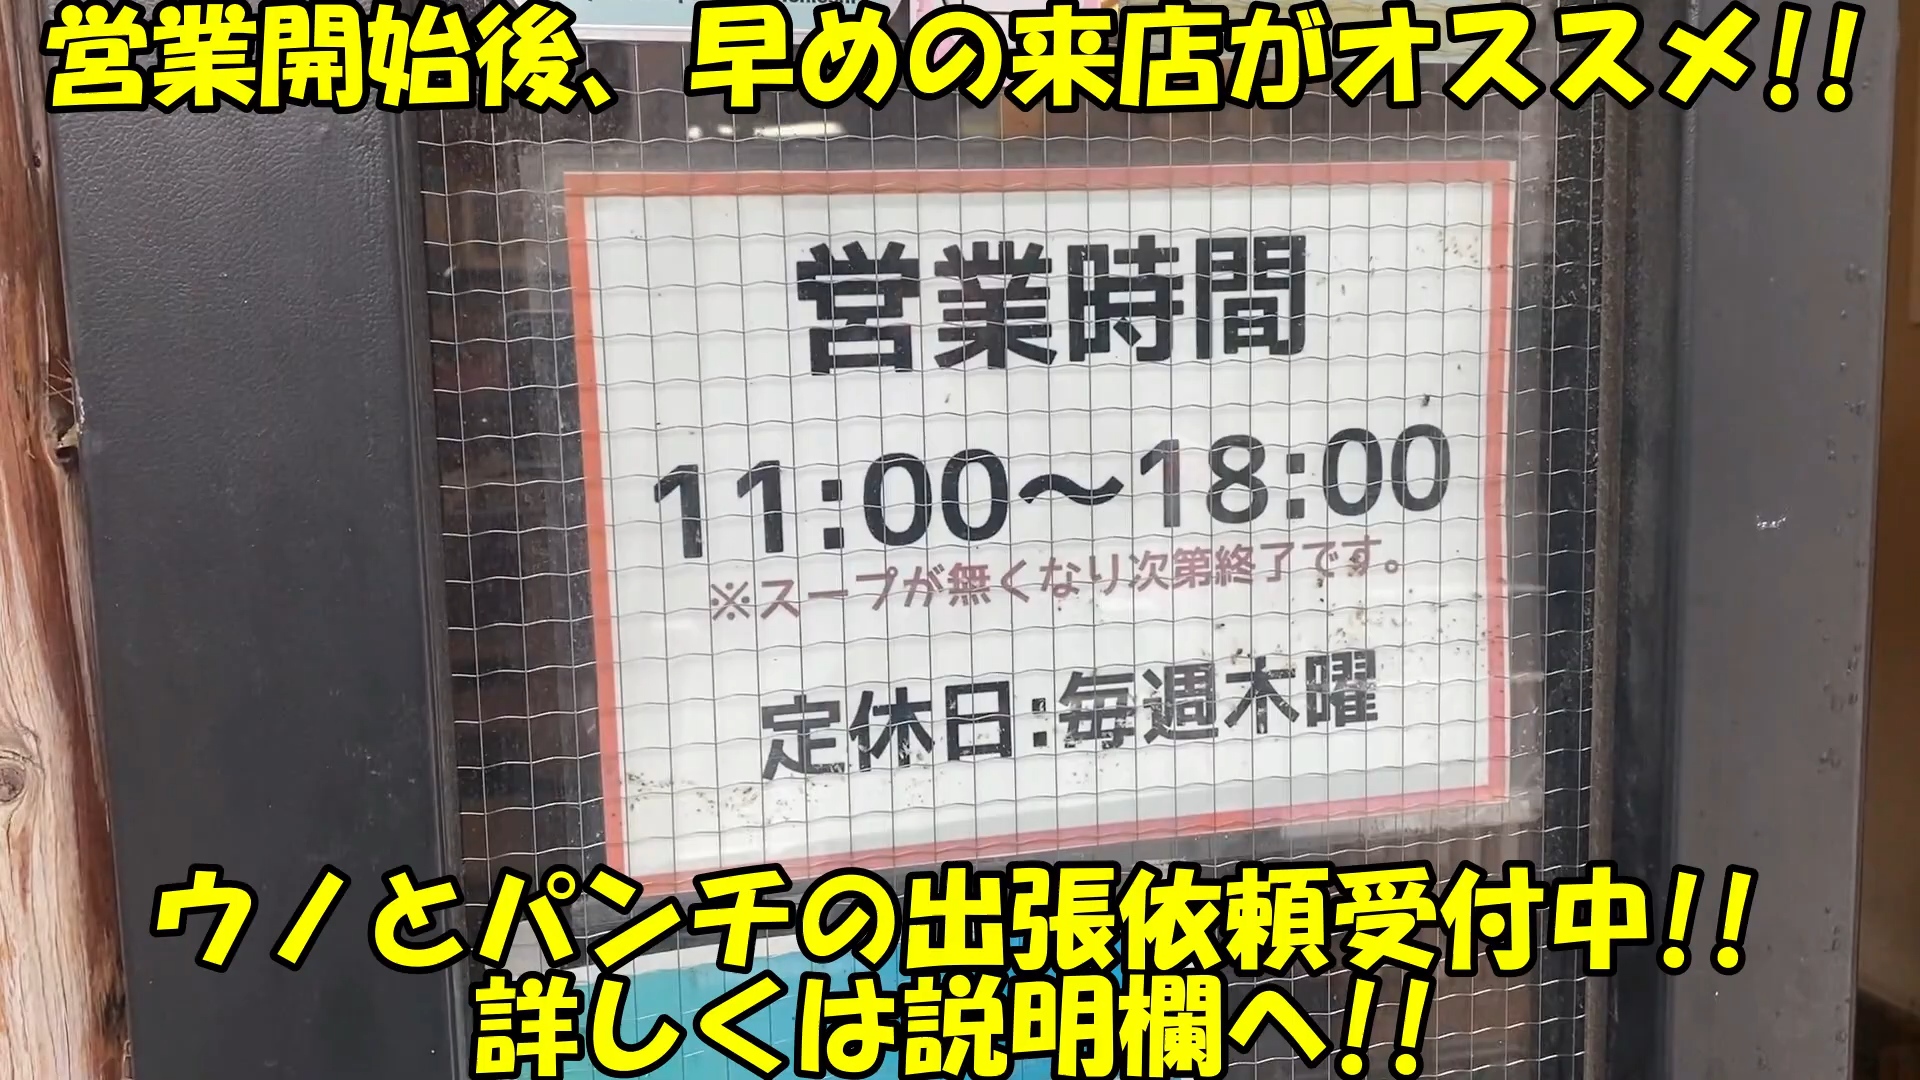 営業開始後、早めの来店がオススメ!!
営業時間
11:00～18:00
※スープが無くなり次第終了です。
定休日:毎週木曜
ウノとパンチの出張依頼受付中!!
詳しくは説明欄へ!!